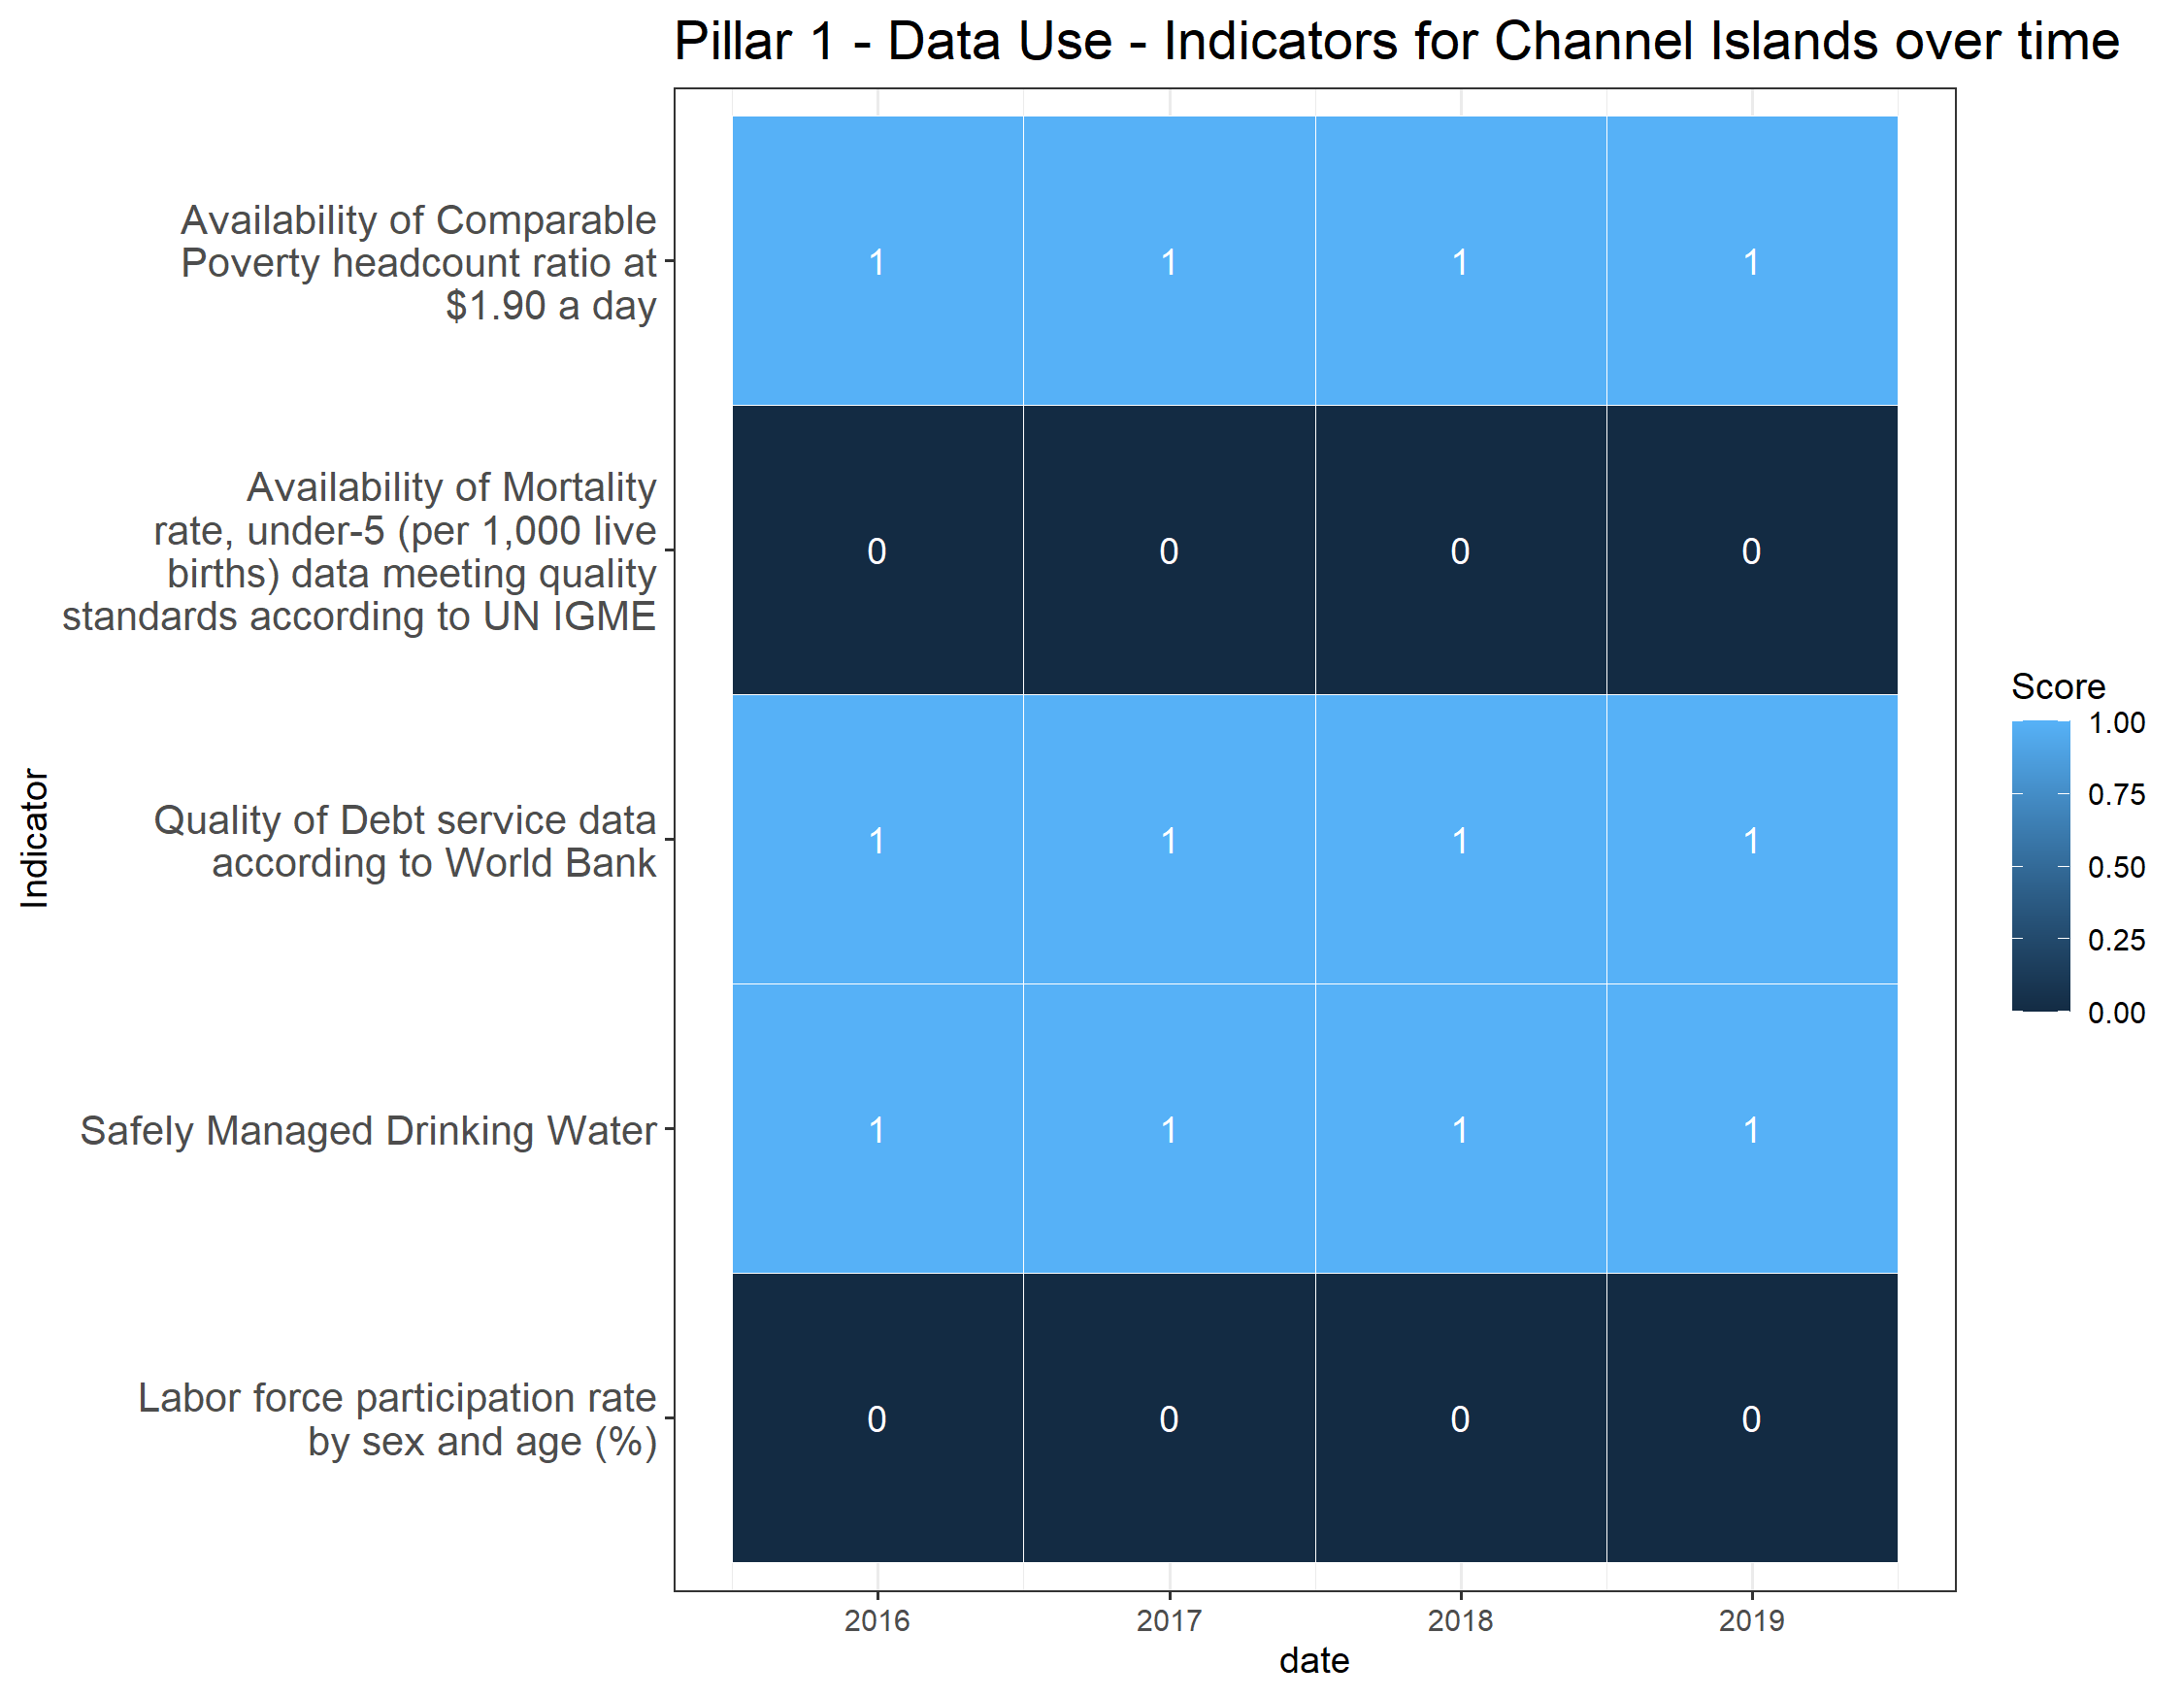 Pillar 1 - Data Use - Indicators for Channel Islands over time
Indicator
Availability of Comparable
Poverty headcount ratio at
$1.90 a day
1 1 1 1
Availability of Mortality
rate, under-5 (per 1,000 live
births) data meeting quality
standards according to UN IGME
0 0 0 0
Quality of Debt service data
according to World Bank
1 1 1 1
Safely Managed Drinking Water
1 1 1 1
Labor force participation rate
by sex and age (%)
0 0 0 0
2016 2017 2018 2019
date
Score
1.00
0.75
0.50
0.25
0.00